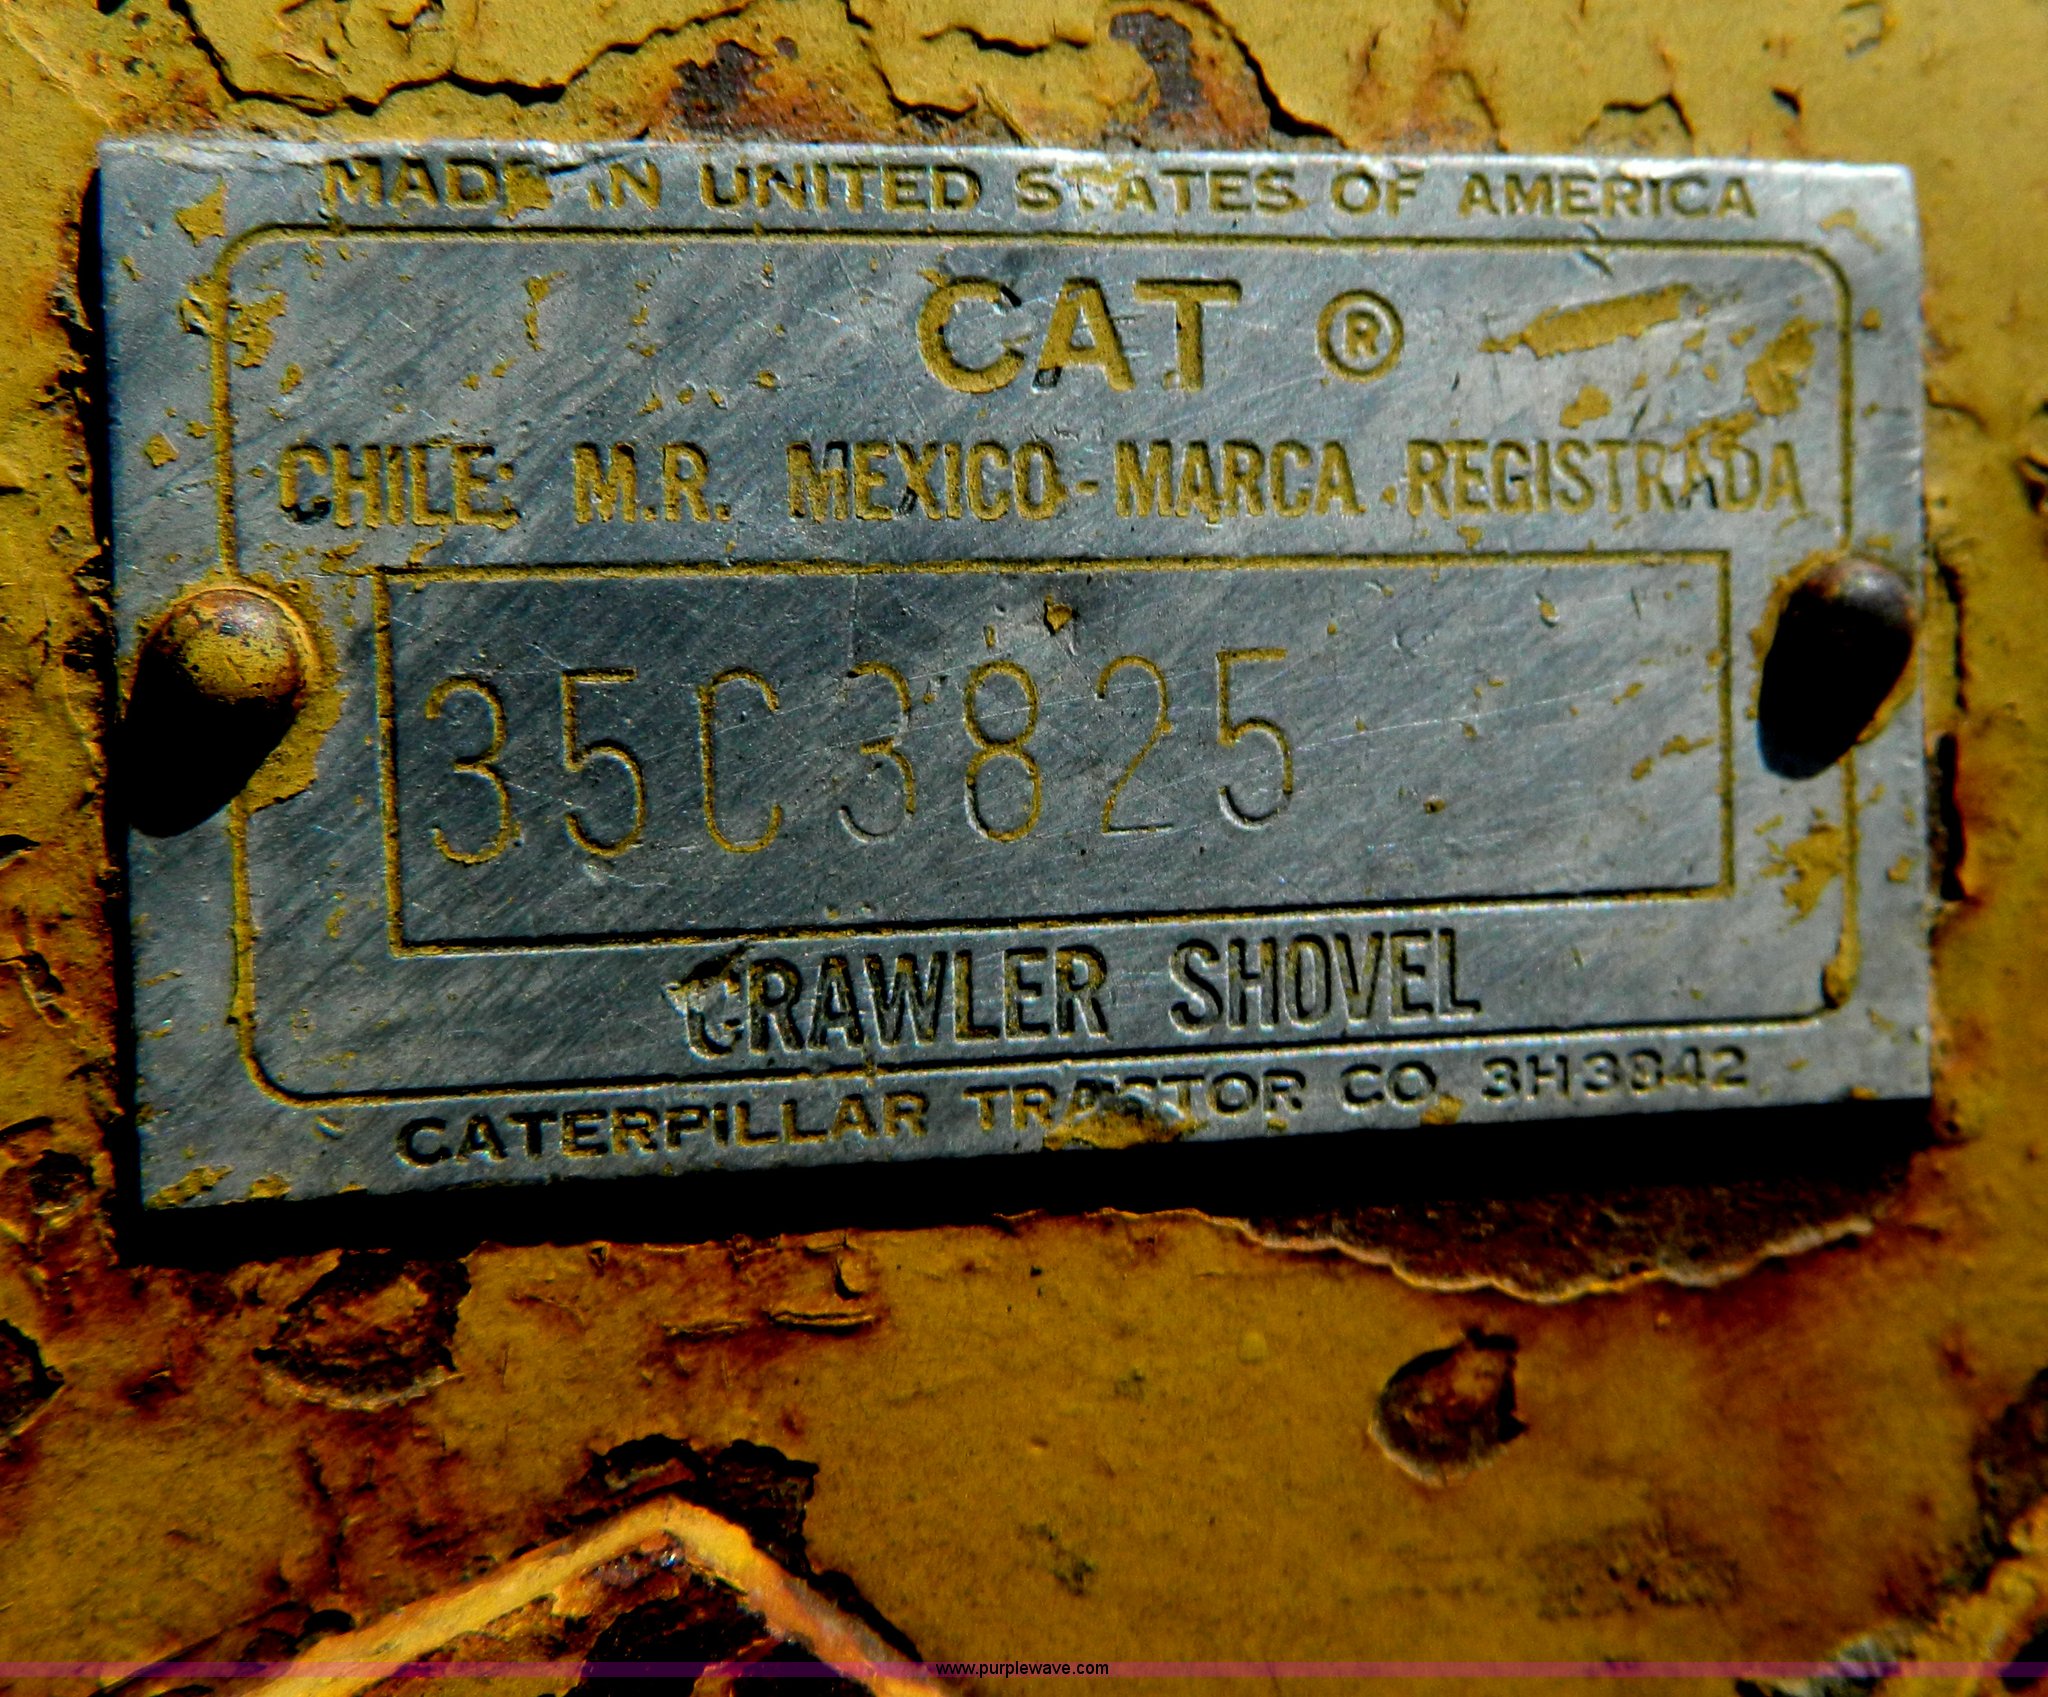 MADE IN UNITED STATES OF AMERICA
CAT ®
CHILE: M.R. MEXICO-MARCA REGISTRADA
35C3825
CRAWLER SHOVEL
CATERPILLAR TRACTOR CO. 3H3842
www.purplewave.com